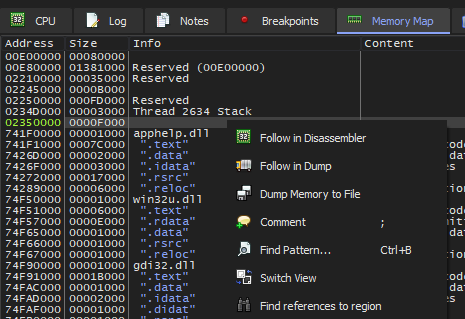 CPU Log Notes Breakpoints Memory Map
Address Size Info Content
00E00000 00080000
00E80000 01381000 Reserved (00E00000)
02210000 00035000 Reserved
02245000 0000B000
02250000 000FD000 Reserved
0234D000 00003000 Thread 2634 Stack
02350000 0000F000
741F0000 00001000 apphelp.dll
741F1000 0007C000 ".text"
7426D000 00002000 ".data"
7426F000 00003000 ".idata"
74272000 00017000 ".rsrc"
74289000 00006000 ".reloc"
74F50000 00001000 win32u.dll
74F51000 00006000 ".text"
74F57000 0000E000 ".rdata"
74F65000 00001000 ".data"
74F66000 00001000 ".rsrc"
74F67000 00001000 ".reloc"
74F90000 00001000 gdi32.dll
74F91000 0001B000 ".text"
74FAC000 00001000 ".data"
74FAD000 00002000 ".idata"
74FAF000 00001000 ".didat"
Follow in Disassembler
Follow in Dump
Dump Memory to File
Comment ;
Find Pattern... Ctrl+B
Switch View
Find references to region